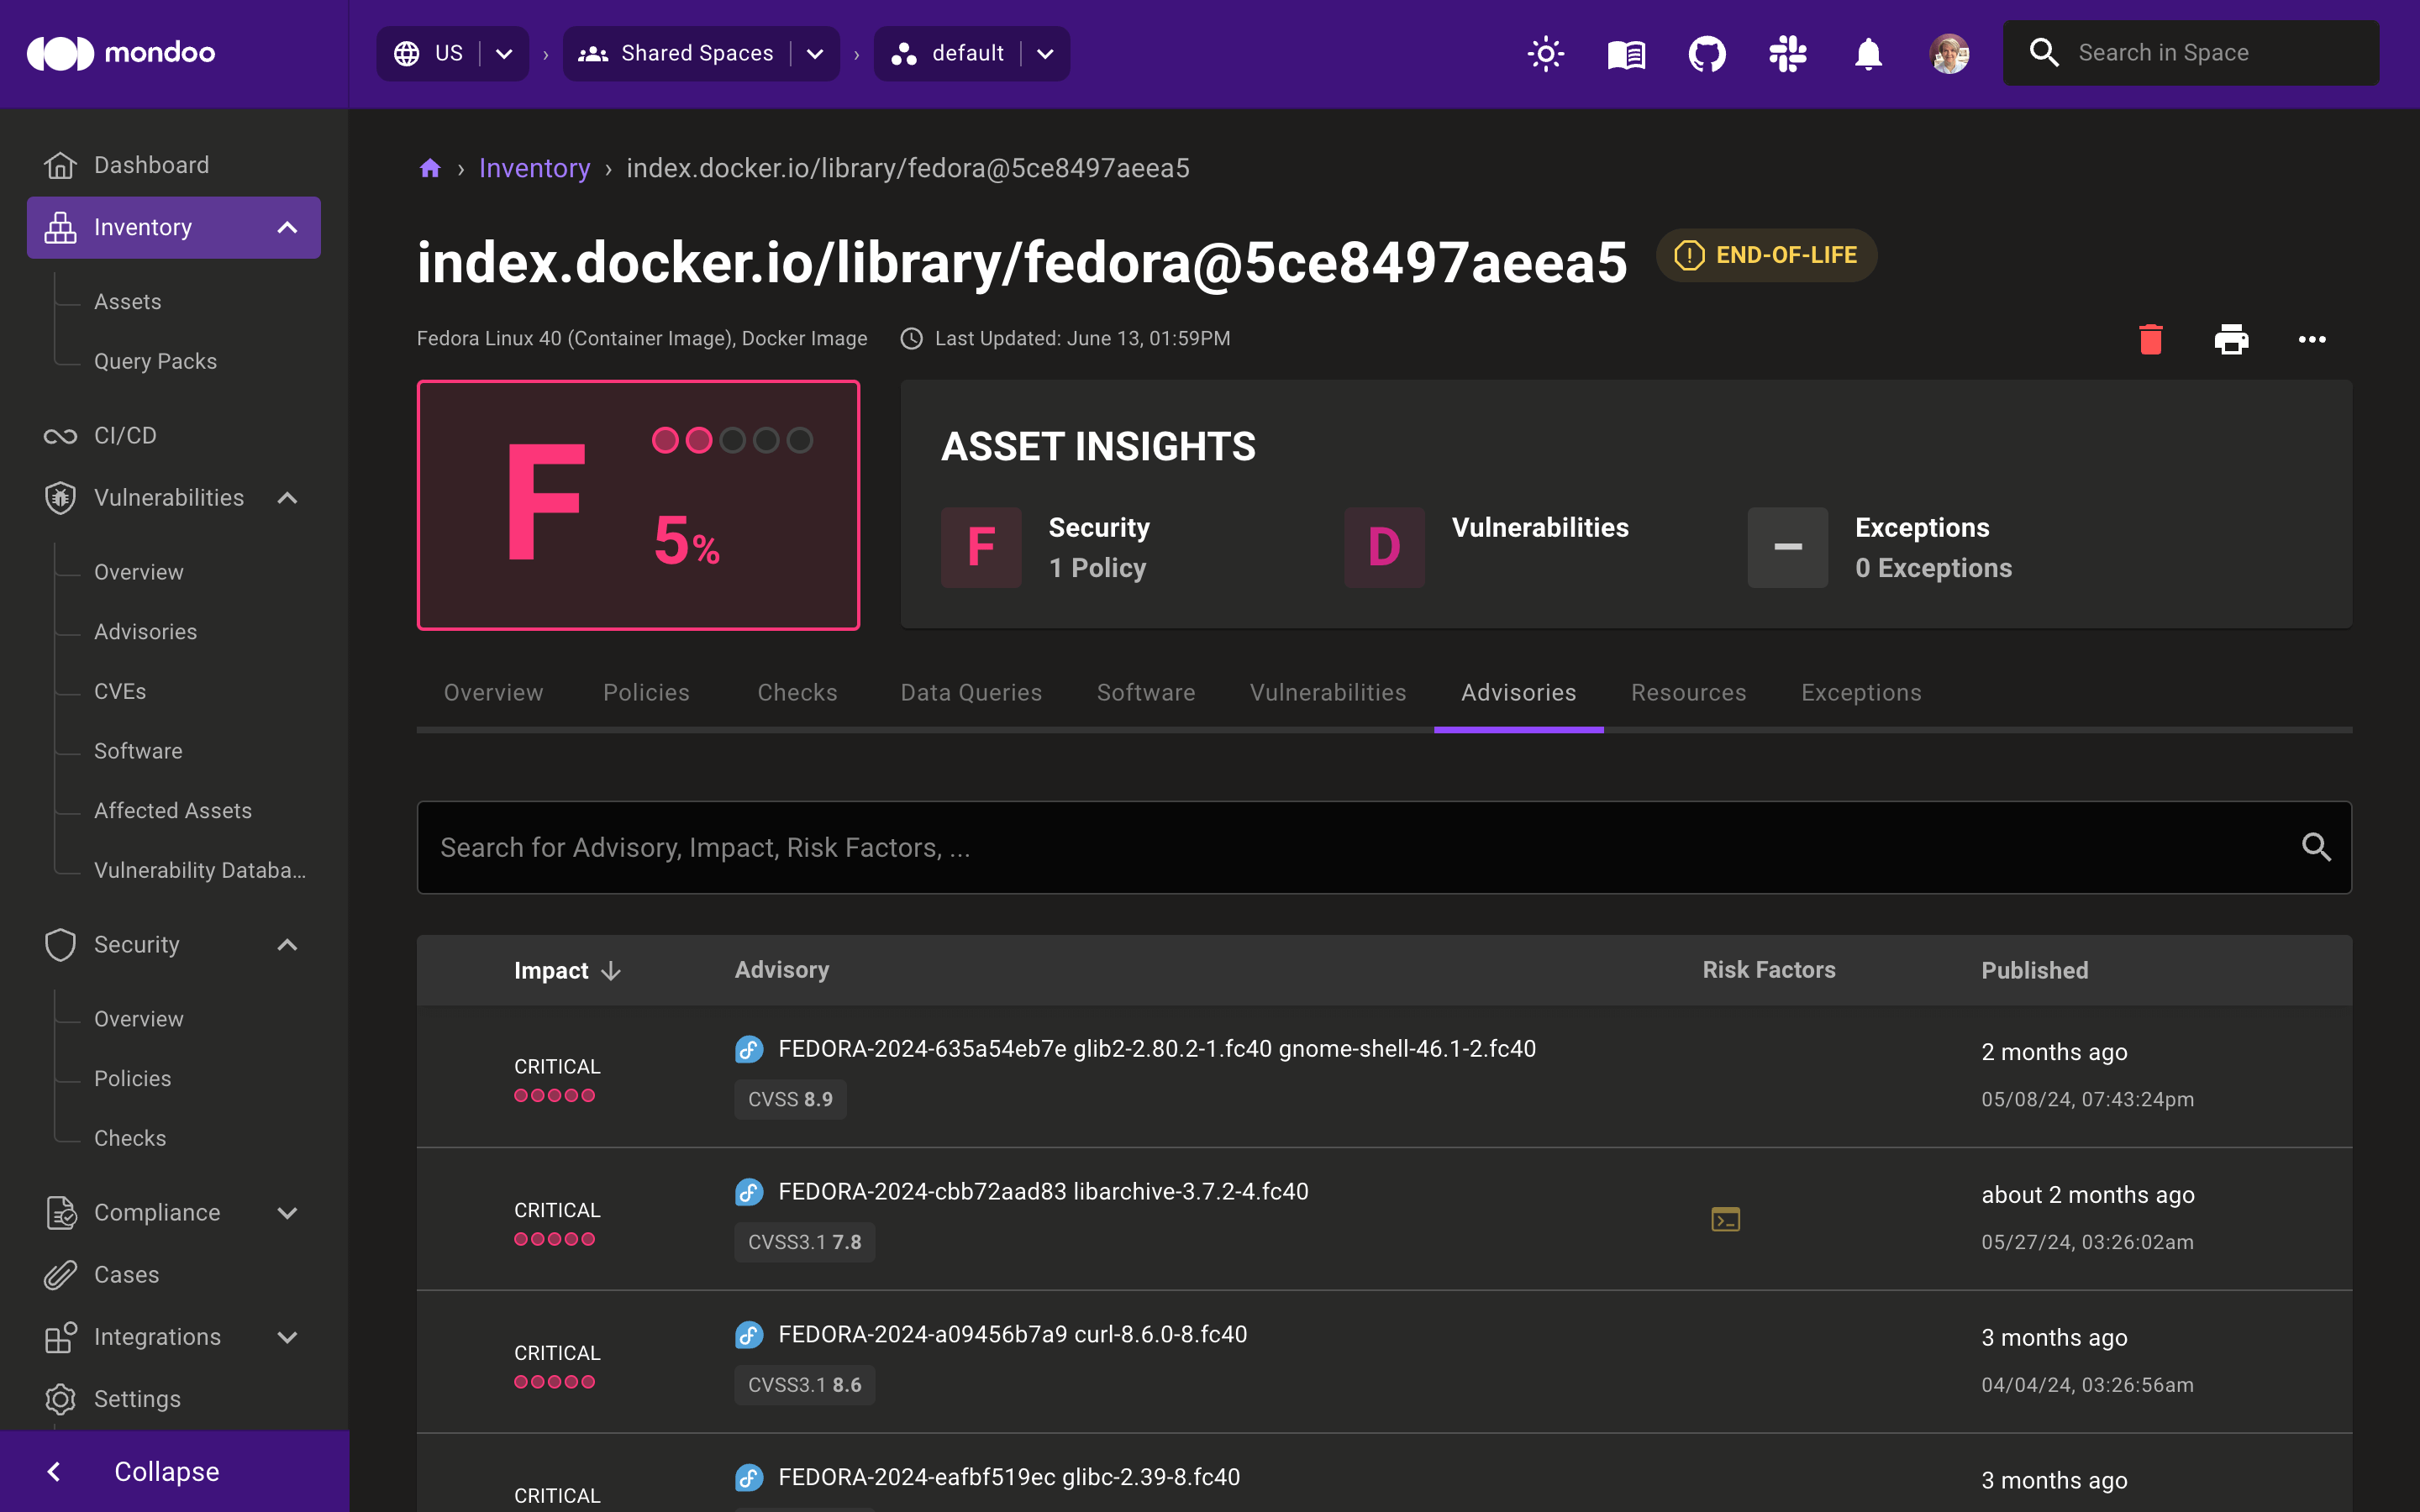 mondoo
US
Shared Spaces
default
Search in Space
Dashboard
Inventory
Assets
Query Packs
CI/CD
Vulnerabilities
Overview
Advisories
CVEs
Software
Affected Assets
Vulnerability Databa...
Security
Overview
Policies
Checks
Compliance
Cases
Integrations
Settings
Collapse
› Inventory › index.docker.io/library/fedora@5ce8497aeea5
index.docker.io/library/fedora@5ce8497aeea5
END-OF-LIFE
Fedora Linux 40 (Container Image), Docker Image
Last Updated: June 13, 01:59PM
F
5%
ASSET INSIGHTS
F
Security
1 Policy
D
Vulnerabilities
Exceptions
0 Exceptions
Overview
Policies
Checks
Data Queries
Software
Vulnerabilities
Advisories
Resources
Exceptions
Search for Advisory, Impact, Risk Factors, ...
Impact
Advisory
Risk Factors
Published
CRITICAL
FEDORA-2024-635a54eb7e glib2-2.80.2-1.fc40 gnome-shell-46.1-2.fc40
CVSS 8.9
2 months ago
05/08/24, 07:43:24pm
CRITICAL
FEDORA-2024-cbb72aad83 libarchive-3.7.2-4.fc40
CVSS3.1 7.8
about 2 months ago
05/27/24, 03:26:02am
CRITICAL
FEDORA-2024-a09456b7a9 curl-8.6.0-8.fc40
CVSS3.1 8.6
3 months ago
04/04/24, 03:26:56am
CRITICAL
FEDORA-2024-eafbf519ec glibc-2.39-8.fc40
3 months ago